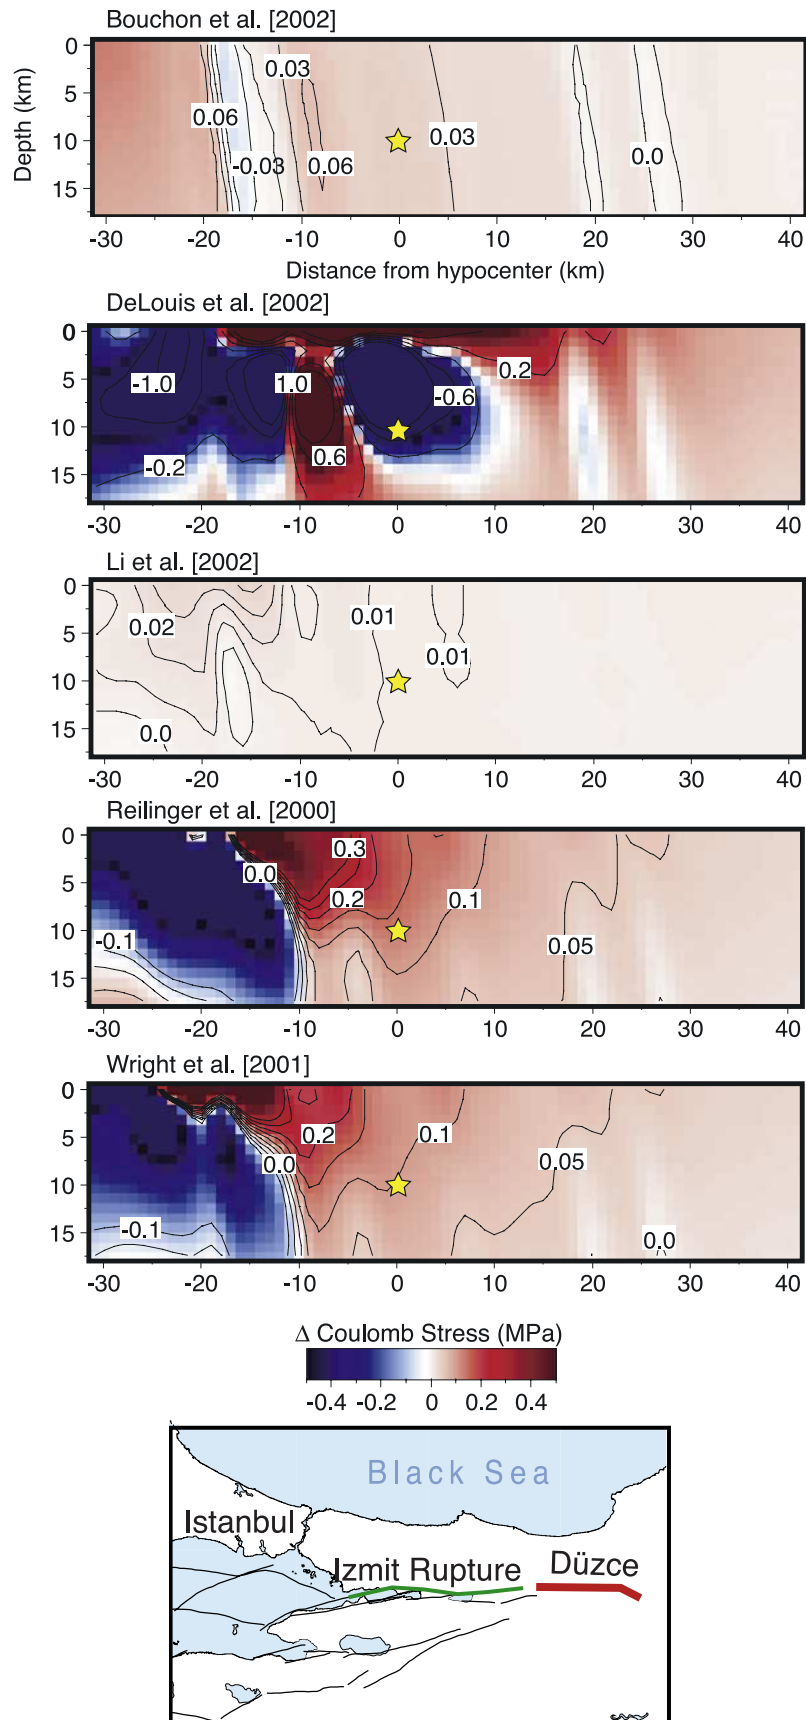 Bouchon et al. [2002]
Depth (km)
0
5
10
15
0.03
0.06
-0.03
0.06
0.03
0.0
-30 -20 -10 0 10 20 30 40
Distance from hypocenter (km)
DeLouis et al. [2002]
0
5
10
15
-1.0
1.0
-0.6
0.2
-0.2
0.6
-30 -20 -10 0 10 20 30 40
Li et al. [2002]
0
5
10
15
0.02
0.01
0.01
0.0
-30 -20 -10 0 10 20 30 40
Reilinger et al. [2000]
0
5
10
15
0.0
0.3
0.2
0.1
-0.1
0.05
-30 -20 -10 0 10 20 30 40
Wright et al. [2001]
0
5
10
15
0.2
0.1
0.0
0.05
-0.1
0.0
-30 -20 -10 0 10 20 30 40
Δ Coulomb Stress (MPa)
-0.4 -0.2 0 0.2 0.4
Black Sea
Istanbul
Izmit Rupture
Düzce